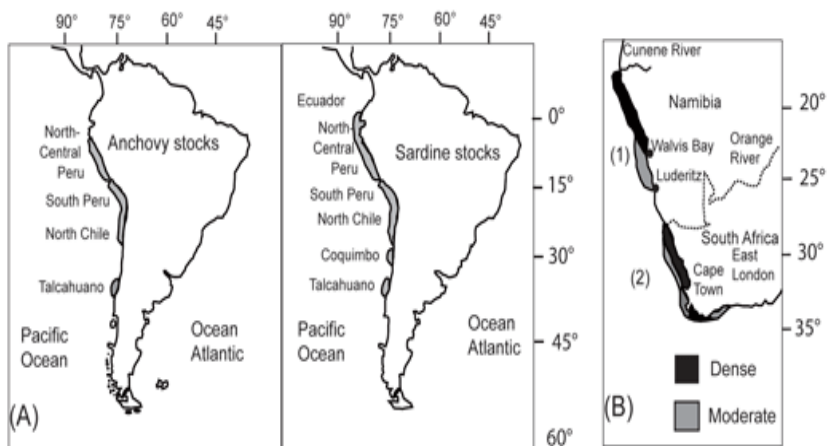 90° 75° 60° 45°
90° 75° 60° 45°
Anchovy stocks
North-
Central
Peru
South Peru
North Chile
Talcahuano
Pacific
Ocean
Ocean
Atlantic
(A)
Ecuador
North-
Central
Peru
Sardine stocks
South Peru
North Chile
Coquimbo
Talcahuano
Pacific
Ocean
Ocean
Atlantic
0°
15°
30°
45°
60°
Cunene River
Namibia
Walvis Bay
Orange
River
(1)
Luderitz
South Africa
East
London
Cape
Town
(2)
20°
25°
30°
35°
Dense
Moderate
(B)